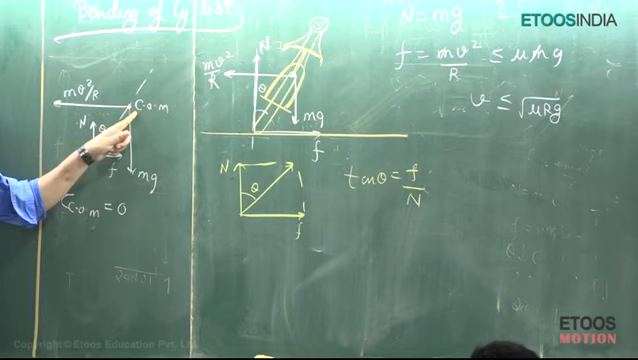 Bending of Cyclist
N = mg
ETOOSINDIA
f = mv²/R ≤ μmg
v ≤ √μRg
mv²/R
N
θ
mg
f
mv²/R
C.O.M
N
θ
f
mg
τC.O.M = 0
N
θ
f
tanθ = f/N
Copyright © Etoos Education Pvt. Ltd.
ETOOS
MOTION